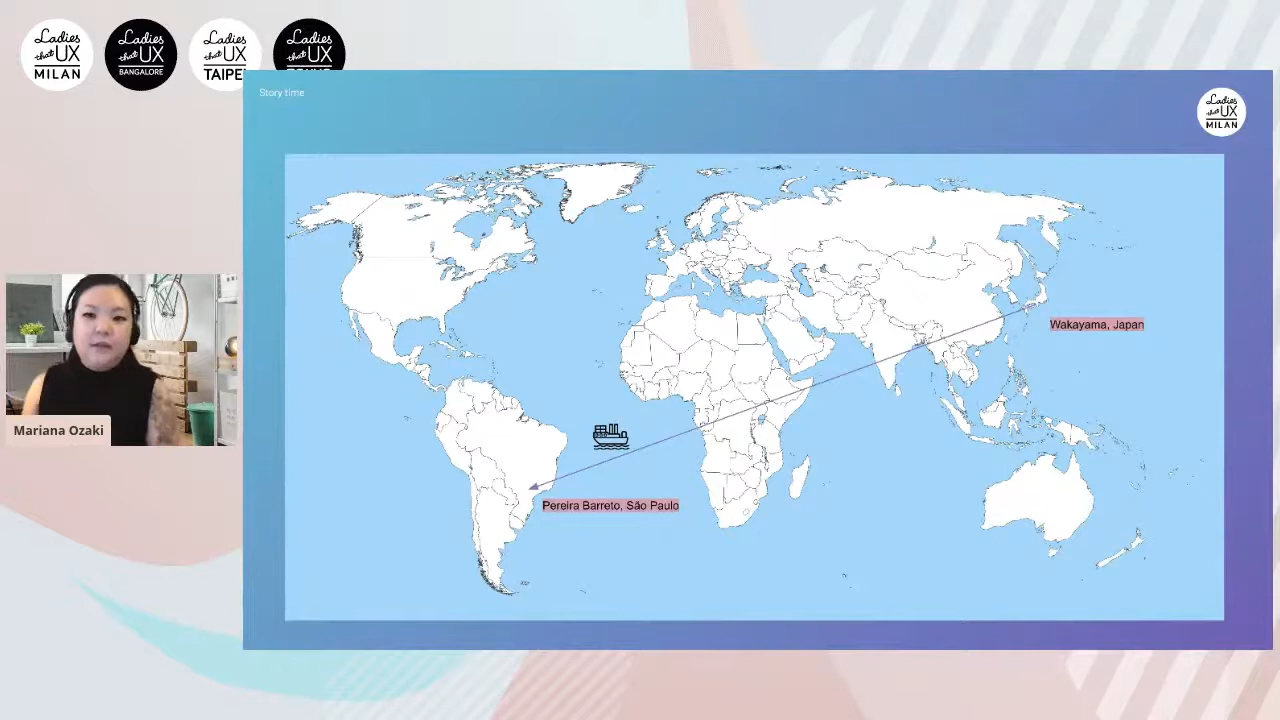 Ladies
that UX
MILAN
Ladies
that UX
BANGALORE
Ladies
that UX
TAIPEI
Ladies
that UX
Story time
Ladies
that UX
MILAN
Wakayama, Japan
Pereira Barreto, São Paulo
Mariana Ozaki